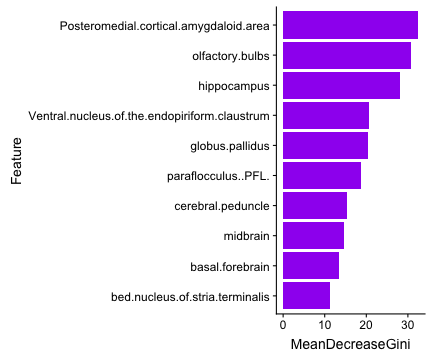 Posteromedial.cortical.amygdaloid.area
olfactory.bulbs
hippocampus
Ventral.nucleus.of.the.endopiriform.claustrum
globus.pallidus
paraflocculus..PFL.
cerebral.peduncle
midbrain
basal.forebrain
bed.nucleus.of.stria.terminalis
Feature
0 10 20 30
MeanDecreaseGini